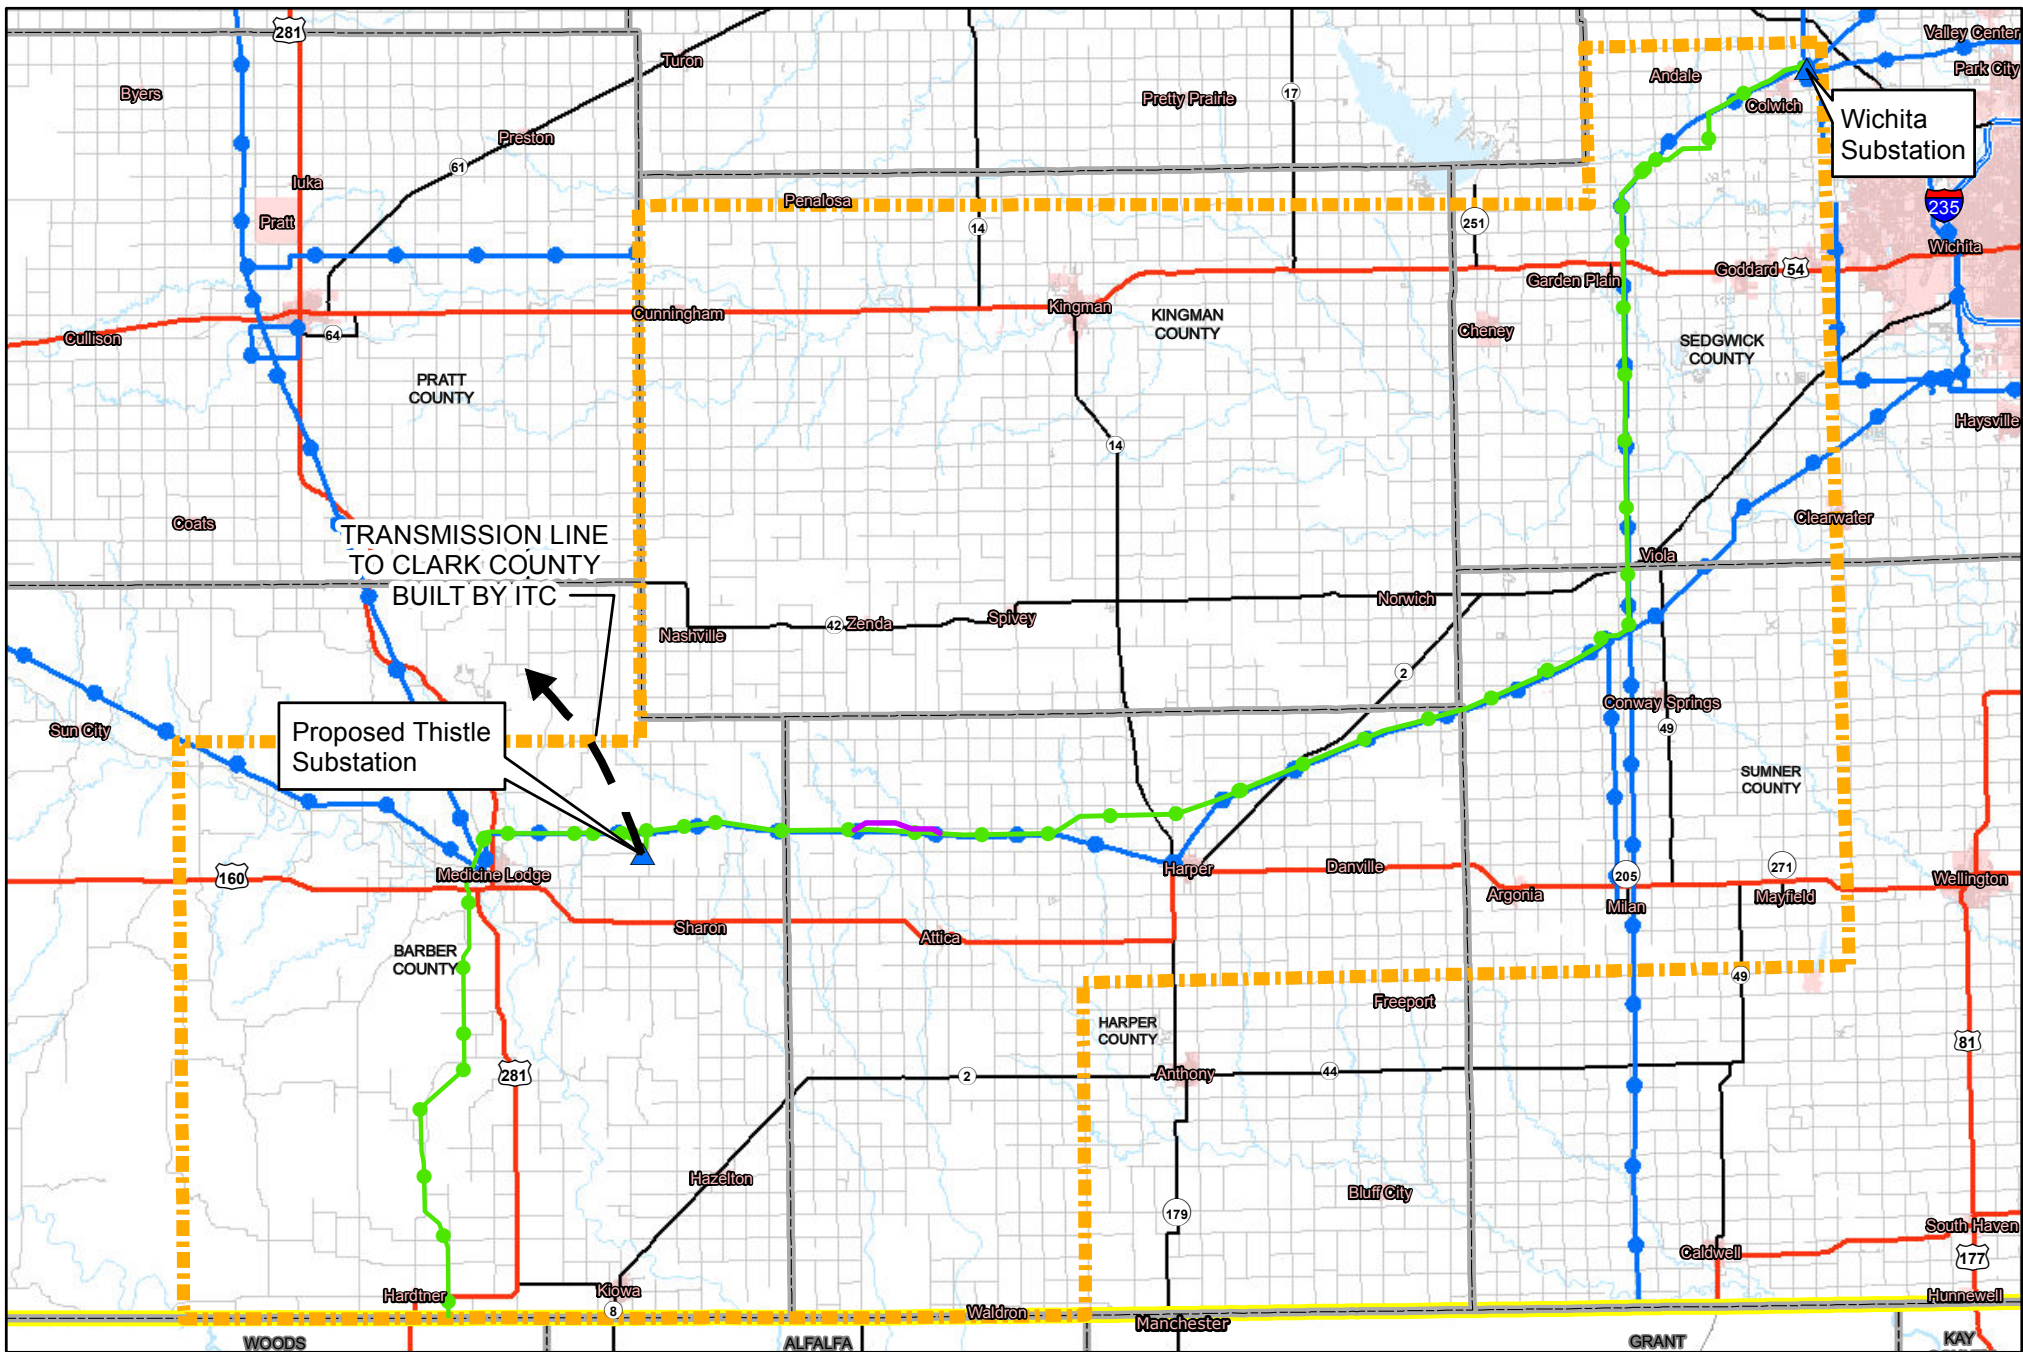 281
Valley Center
Turon
Park City
Andale
Byers
17
Pretty Prairie
Colwich
Wichita
Substation
Preston
61
Iuka
Penalosa
235
Pratt
14
251
Wichita
Goddard
54
Garden Plain
Kingman
Cunningham
KINGMAN
COUNTY
64
Cullison
Cheney
SEDGWICK
COUNTY
PRATT
COUNTY
Haysville
14
Coats
Clearwater
TRANSMISSION LINE
TO CLARK COUNTY
BUILT BY ITC
Viola
Norwich
Nashville
42
Zenda
Spivey
2
Conway Springs
49
Sun City
Proposed Thistle
Substation
SUMNER
COUNTY
160
Medicine Lodge
Harper
Danville
205
271
Wellington
Argonia
Milan
Mayfield
Sharon
Attica
BARBER
COUNTY
49
Freeport
HARPER
COUNTY
81
281
2
Anthony
44
Hazelton
Bluff City
179
South Haven
Caldwell
177
Hardtner
Kiowa
8
Waldron
Hunnewell
Manchester
WOODS
ALFALFA
GRANT
KAY